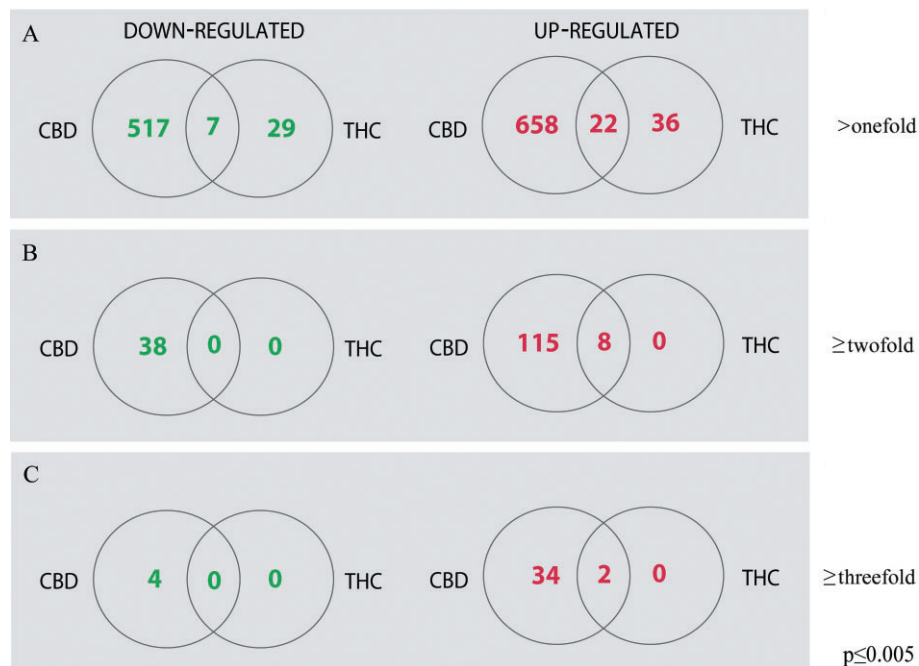 A
DOWN-REGULATED
UP-REGULATED
CBD 517 7 29 THC
CBD 658 22 36 THC
>onefold
B
CBD 38 0 0 THC
CBD 115 8 0 THC
≥twofold
C
CBD 4 0 0 THC
CBD 34 2 0 THC
≥threefold
p≤0.005